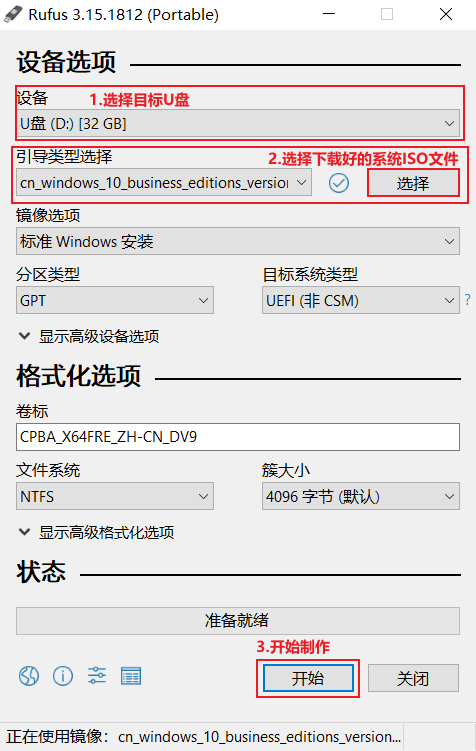 Rufus 3.15.1812 (Portable)
设备选项
设备
1.选择目标U盘
U盘 (D:) [32 GB]
引导类型选择
2.选择下载好的系统ISO文件
cn_windows_10_business_editions_version
选择
镜像选项
标准 Windows 安装
分区类型
目标系统类型
GPT
UEFI (非 CSM)
?
显示高级设备选项
格式化选项
卷标
CPBA_X64FRE_ZH-CN_DV9
文件系统
簇大小
NTFS
4096 字节 (默认)
显示高级格式化选项
状态
准备就绪
3.开始制作
开始
关闭
正在使用镜像：cn_windows_10_business_editions_version...